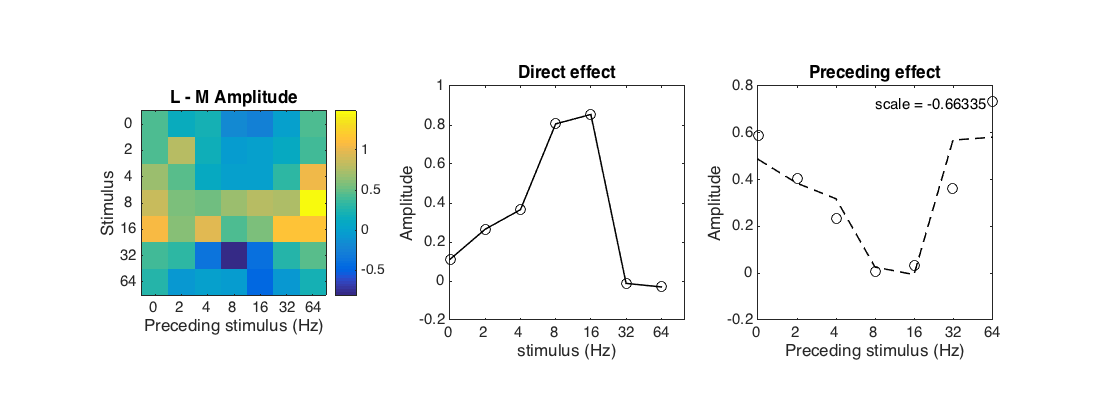 L - M Amplitude
Stimulus
0
2
4
8
16
32
64
0 2 4 8 16 32 64
Preceding stimulus (Hz)
1
0.5
0
-0.5
Direct effect
Amplitude
1
0.8
0.6
0.4
0.2
0
-0.2
0 2 4 8 16 32 64
stimulus (Hz)
Preceding effect
scale = -0.66335
Amplitude
0.8
0.6
0.4
0.2
0
-0.2
0 2 4 8 16 32 64
Preceding stimulus (Hz)